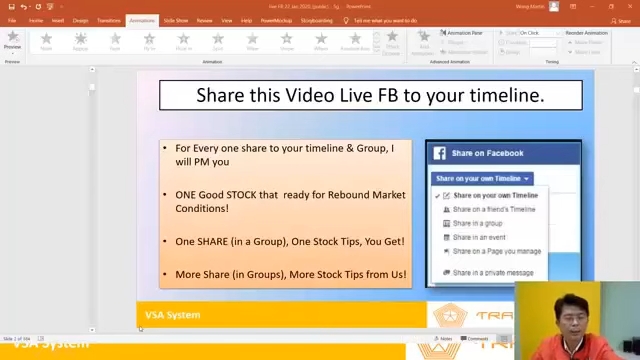 File
Home
Insert
Design
Transitions
Animations
Slide Show
Review
View
Help
PowerMockup
Storyboarding
Tell me what you want to do
Wong Martin
Share
Preview
Animation Pane
On Click
Reorder Animation
Advanced Animation
Timing
Share this Video Live FB to your timeline.
For Every one share to your timeline & Group, I
will PM you
ONE Good STOCK that ready for Rebound Market
Conditions!
One SHARE (in a Group), One Stock Tips, You Get!
More Share (in Groups), More Stock Tips from Us!
Share on Facebook
Share on your own Timeline
Share on your own Timeline
Share on a friend's Timeline
Share in a group
Share in an event
Share on a Page you manage
Share in a private message
VSA System
Notes
Comments
VSA System